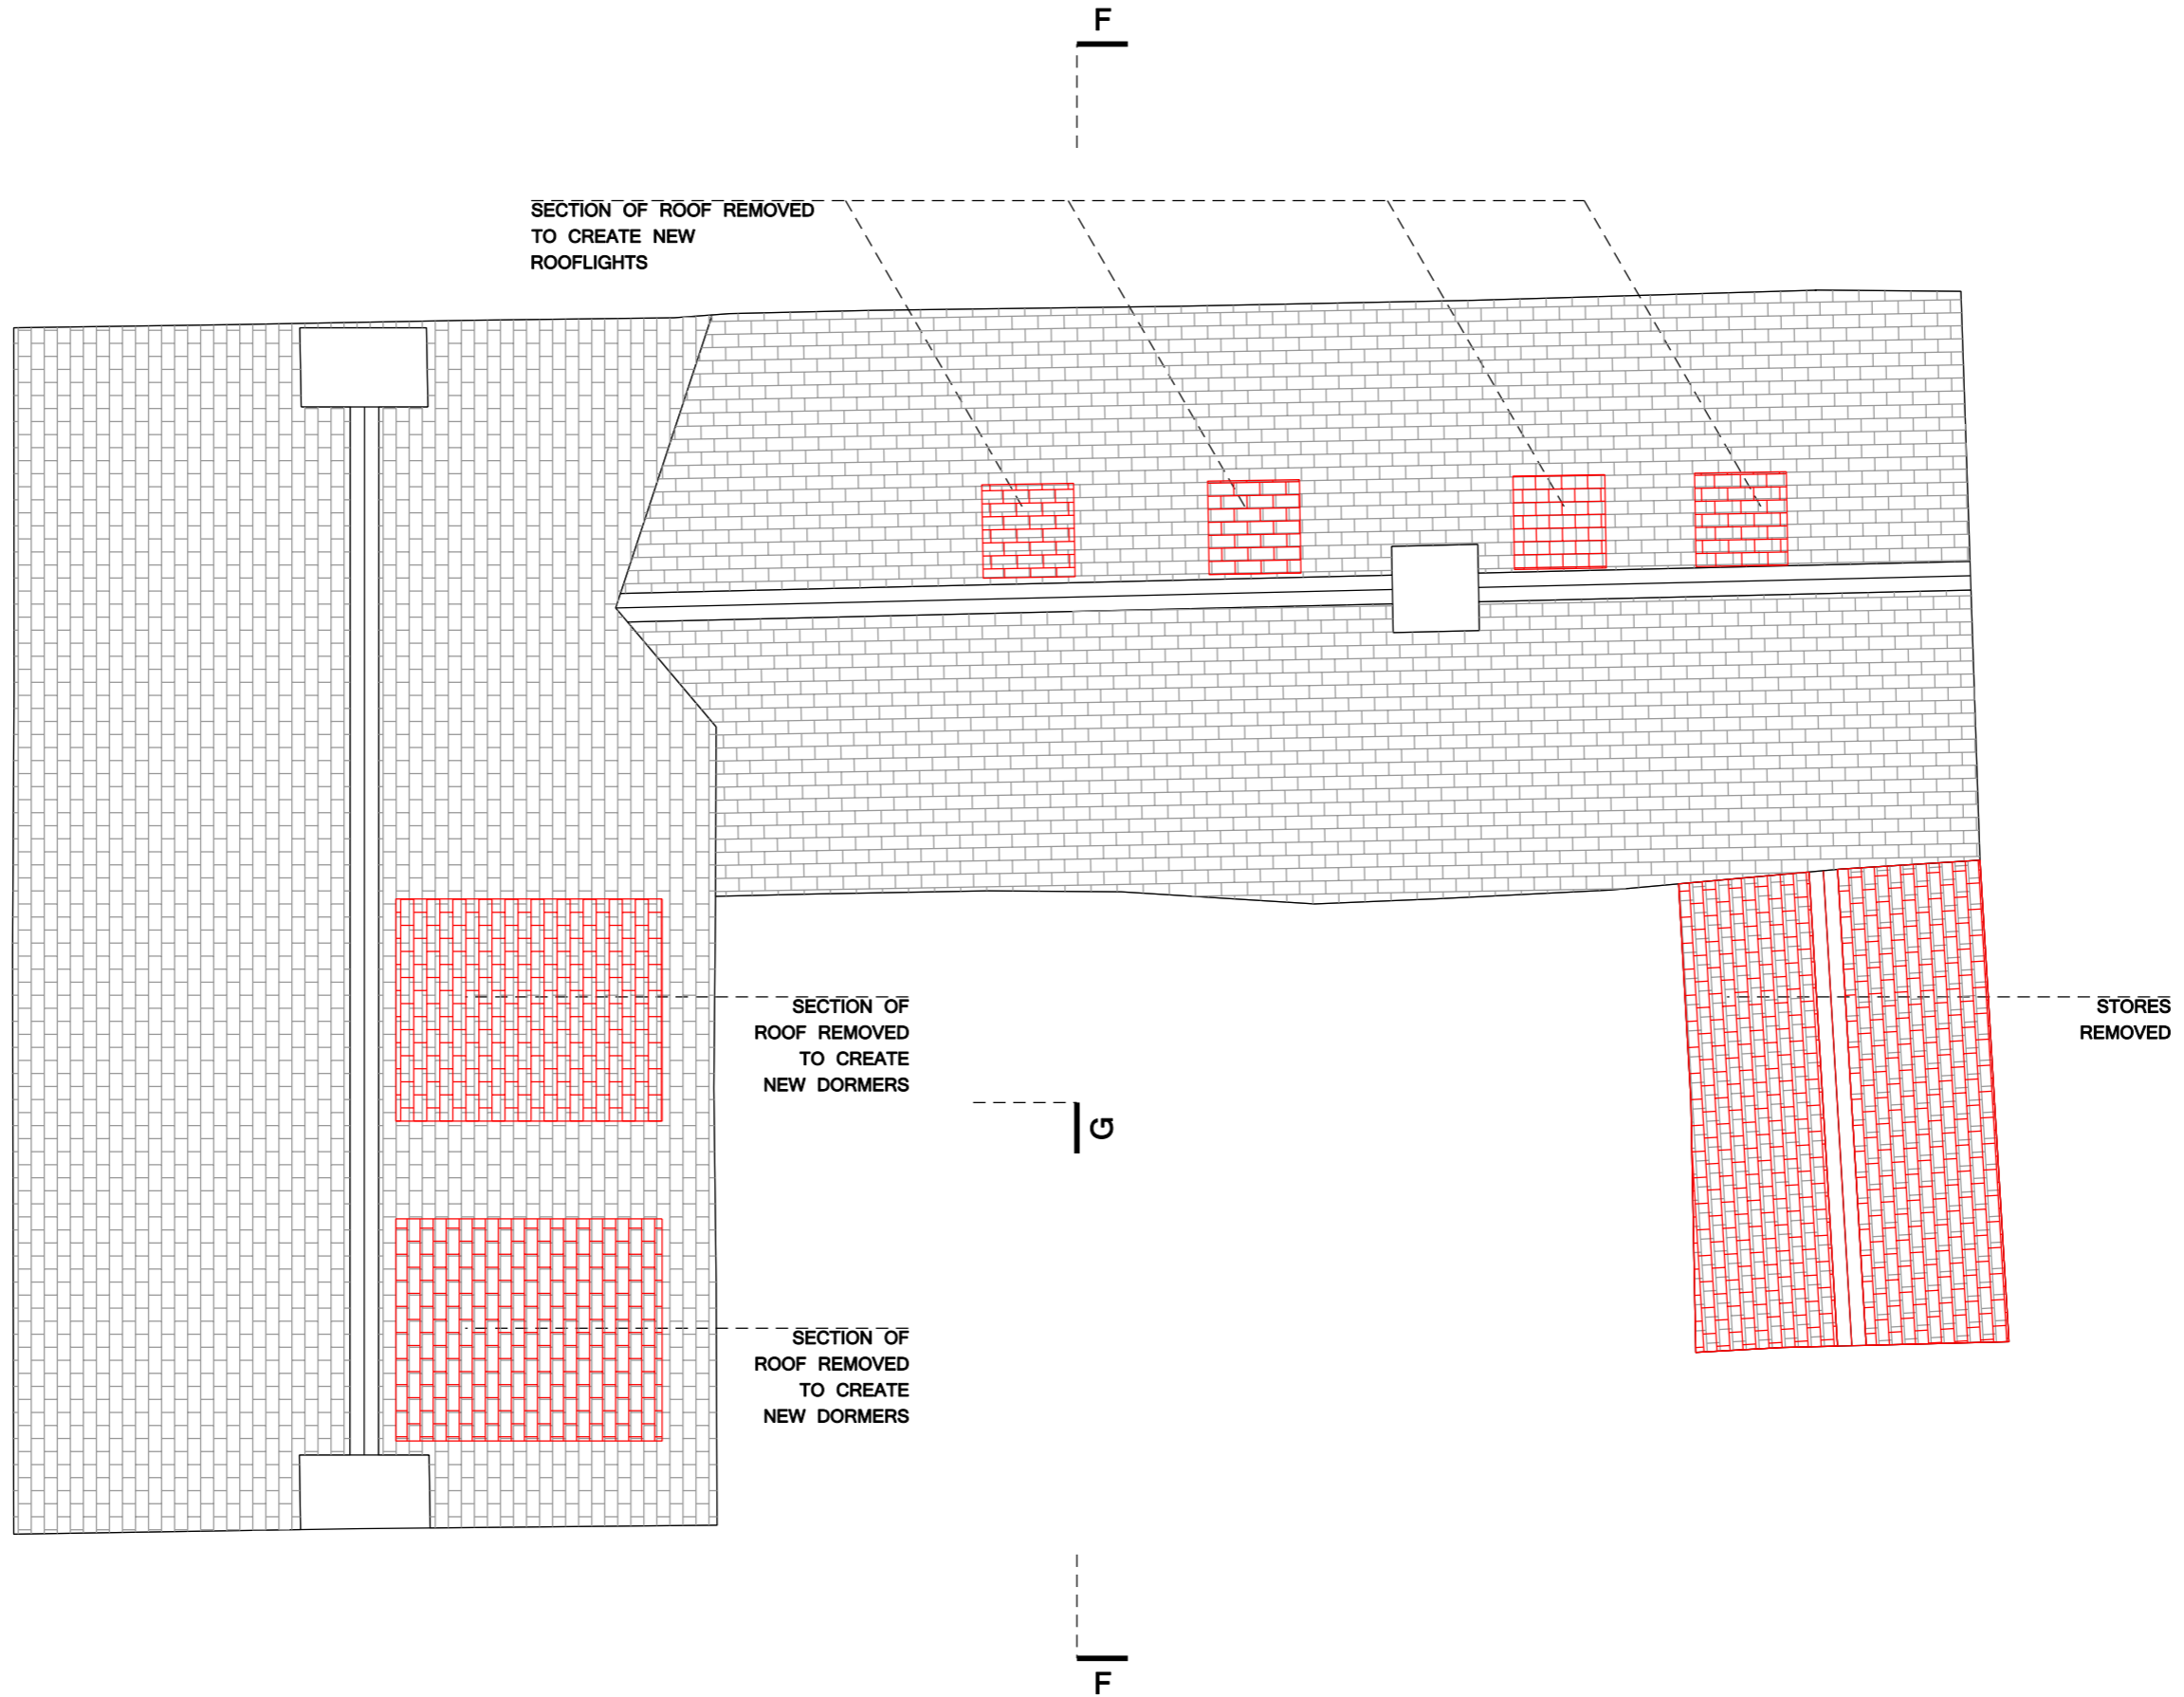 F
SECTION OF ROOF REMOVED
TO CREATE NEW
ROOFLIGHTS
SECTION OF
ROOF REMOVED
TO CREATE
NEW DORMERS
STORES
REMOVED
G
SECTION OF
ROOF REMOVED
TO CREATE
NEW DORMERS
F